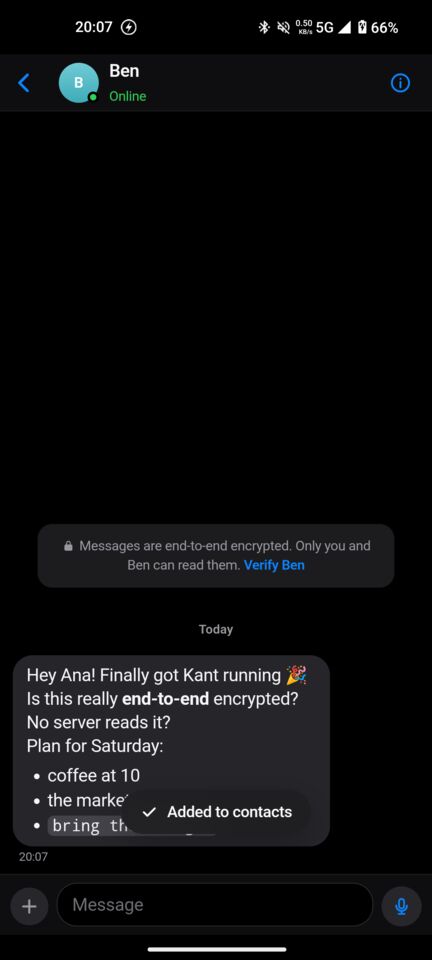 20:07
0.50 KB/s 5G 66%
B
Ben
Online
Messages are end-to-end encrypted. Only you and
Ben can read them. Verify Ben
Today
Hey Ana! Finally got Kant running 🎉
Is this really end-to-end encrypted?
No server reads it?
Plan for Saturday:
• coffee at 10
• the marke
• bring th
✓ Added to contacts
20:07
Message